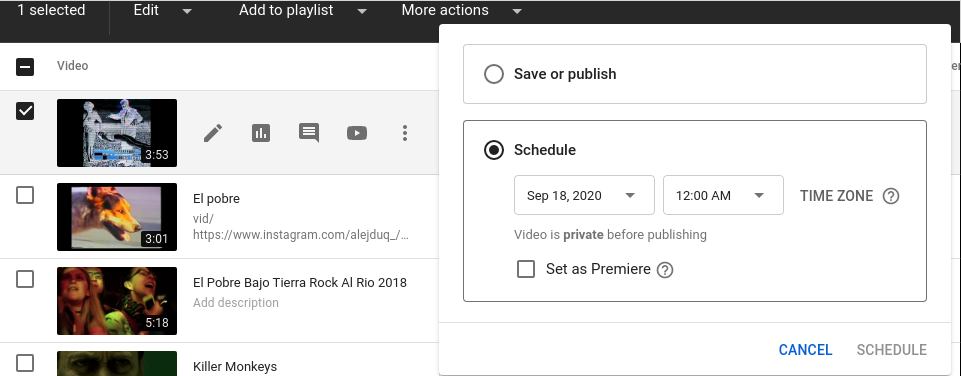 1 selected
Edit
Add to playlist
More actions
Video
3:53
El pobre
vid/
https://www.instagram.com/alejduq_/...
3:01
El Pobre Bajo Tierra Rock Al Rio 2018
Add description
5:18
Killer Monkeys
Save or publish
Schedule
Sep 18, 2020
12:00 AM
TIME ZONE
Video is private before publishing
Set as Premiere
CANCEL
SCHEDULE